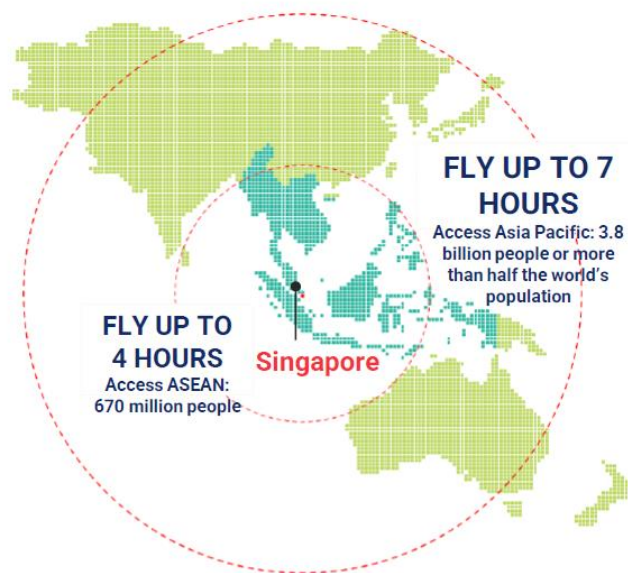 FLY UP TO 7
HOURS
Access Asia Pacific: 3.8
billion people or more
than half the world's
population
FLY UP TO
4 HOURS
Access ASEAN:
670 million people
Singapore